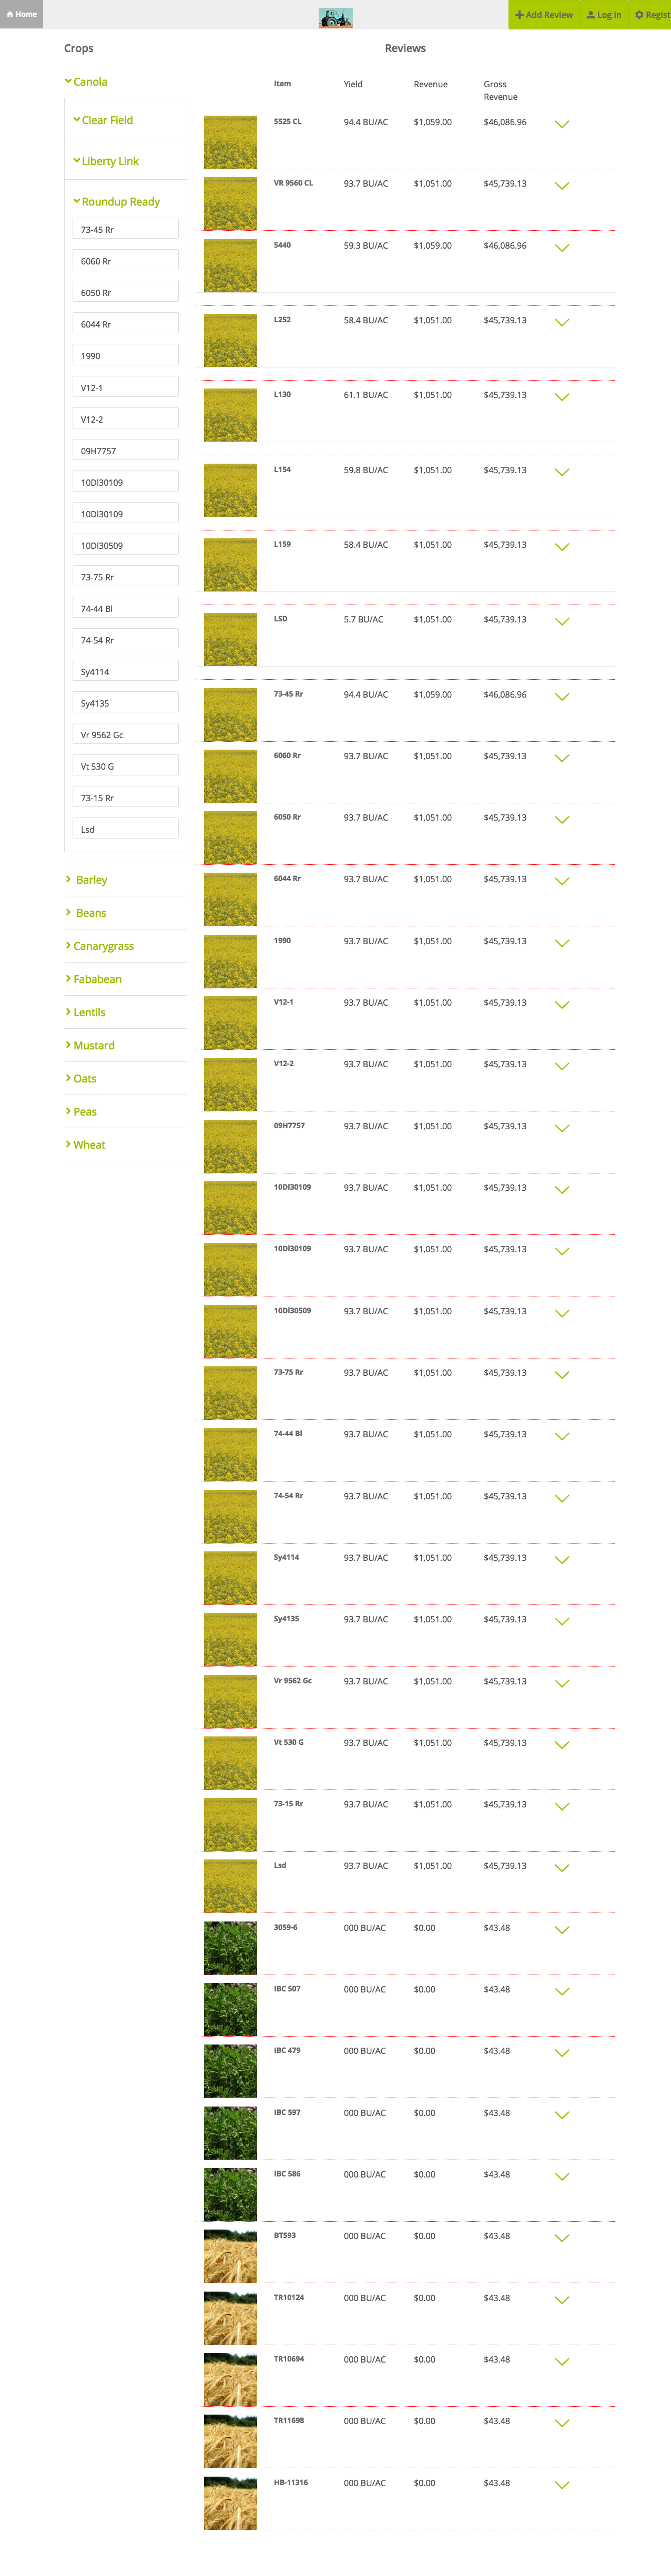 Home
Add Review
Log in
Regist
Crops
Canola
Clear Field
Liberty Link
Roundup Ready
73-45 Rr
6060 Rr
6050 Rr
6044 Rr
1990
V12-1
V12-2
09H7757
10Dl30109
10Dl30109
10Dl30509
73-75 Rr
74-44 Bl
74-54 Rr
Sy4114
Sy4135
Vr 9562 Gc
Vt 530 G
73-15 Rr
Lsd
Barley
Beans
Canarygrass
Fababean
Lentils
Mustard
Oats
Peas
Wheat
Reviews
Item Yield Revenue Gross
Revenue
5525 CL 94.4 BU/AC $1,059.00 $46,086.96
VR 9560 CL 93.7 BU/AC $1,051.00 $45,739.13
5440 59.3 BU/AC $1,059.00 $46,086.96
L252 58.4 BU/AC $1,051.00 $45,739.13
L130 61.1 BU/AC $1,051.00 $45,739.13
L154 59.8 BU/AC $1,051.00 $45,739.13
L159 58.4 BU/AC $1,051.00 $45,739.13
LSD 5.7 BU/AC $1,051.00 $45,739.13
73-45 Rr 94.4 BU/AC $1,059.00 $46,086.96
6060 Rr 93.7 BU/AC $1,051.00 $45,739.13
6050 Rr 93.7 BU/AC $1,051.00 $45,739.13
6044 Rr 93.7 BU/AC $1,051.00 $45,739.13
1990 93.7 BU/AC $1,051.00 $45,739.13
V12-1 93.7 BU/AC $1,051.00 $45,739.13
V12-2 93.7 BU/AC $1,051.00 $45,739.13
09H7757 93.7 BU/AC $1,051.00 $45,739.13
10Dl30109 93.7 BU/AC $1,051.00 $45,739.13
10Dl30109 93.7 BU/AC $1,051.00 $45,739.13
10Dl30509 93.7 BU/AC $1,051.00 $45,739.13
73-75 Rr 93.7 BU/AC $1,051.00 $45,739.13
74-44 Bl 93.7 BU/AC $1,051.00 $45,739.13
74-54 Rr 93.7 BU/AC $1,051.00 $45,739.13
Sy4114 93.7 BU/AC $1,051.00 $45,739.13
Sy4135 93.7 BU/AC $1,051.00 $45,739.13
Vr 9562 Gc 93.7 BU/AC $1,051.00 $45,739.13
Vt 530 G 93.7 BU/AC $1,051.00 $45,739.13
73-15 Rr 93.7 BU/AC $1,051.00 $45,739.13
Lsd 93.7 BU/AC $1,051.00 $45,739.13
3059-6 000 BU/AC $0.00 $43.48
IBC 507 000 BU/AC $0.00 $43.48
IBC 479 000 BU/AC $0.00 $43.48
IBC 597 000 BU/AC $0.00 $43.48
IBC 586 000 BU/AC $0.00 $43.48
BT593 000 BU/AC $0.00 $43.48
TR10124 000 BU/AC $0.00 $43.48
TR10694 000 BU/AC $0.00 $43.48
TR11698 000 BU/AC $0.00 $43.48
HB-11316 000 BU/AC $0.00 $43.48